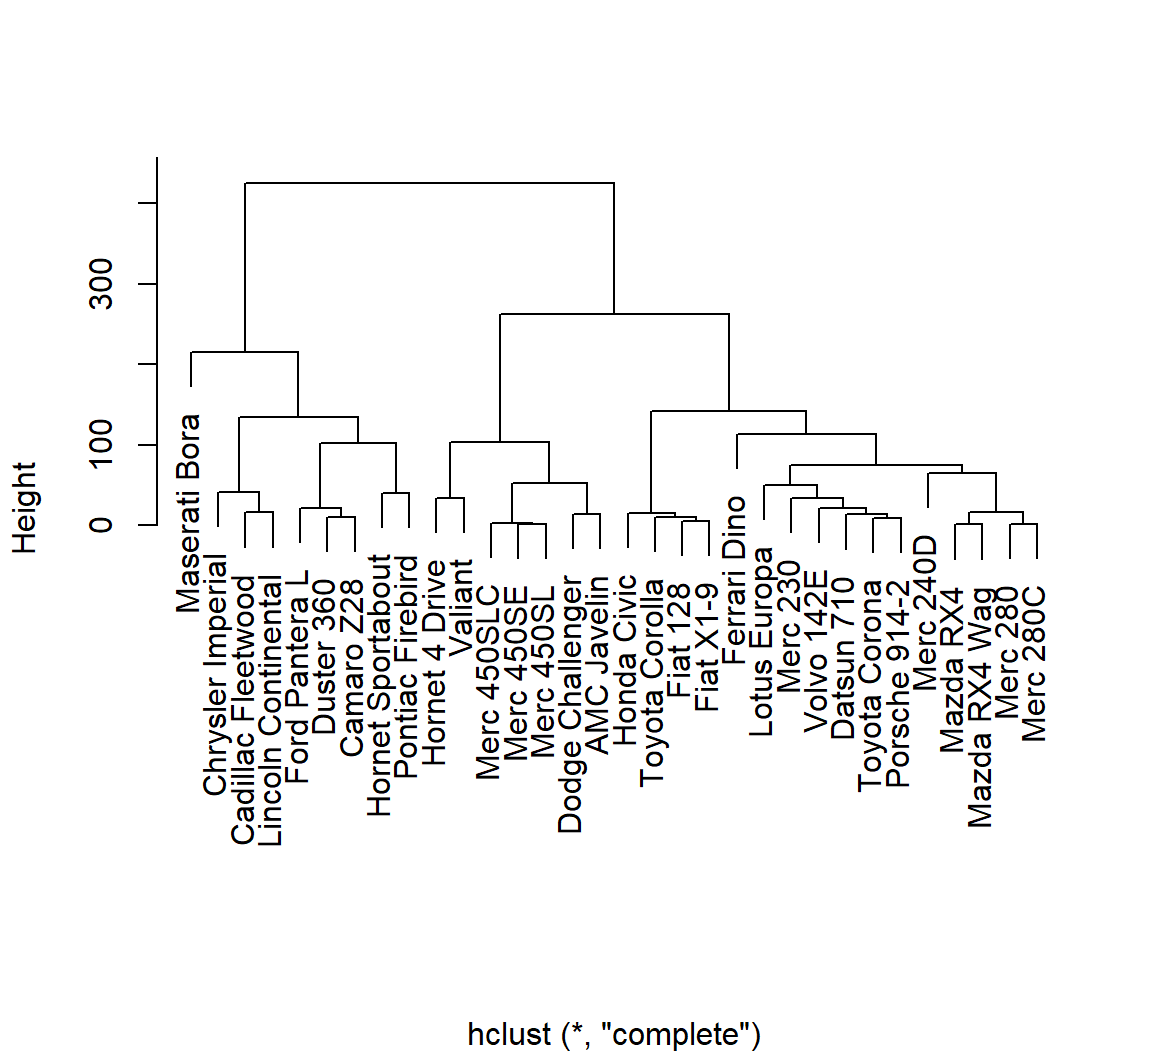 Height
300
100
0
Maserati Bora
Chrysler Imperial
Cadillac Fleetwood
Lincoln Continental
Ford Pantera L
Duster 360
Camaro Z28
Hornet Sportabout
Pontiac Firebird
Hornet 4 Drive
Valiant
Merc 450SLC
Merc 450SE
Merc 450SL
Dodge Challenger
AMC Javelin
Honda Civic
Toyota Corolla
Fiat 128
Fiat X1-9
Ferrari Dino
Lotus Europa
Merc 230
Volvo 142E
Datsun 710
Toyota Corona
Porsche 914-2
Merc 240D
Mazda RX4
Mazda RX4 Wag
Merc 280
Merc 280C
hclust (*, "complete")